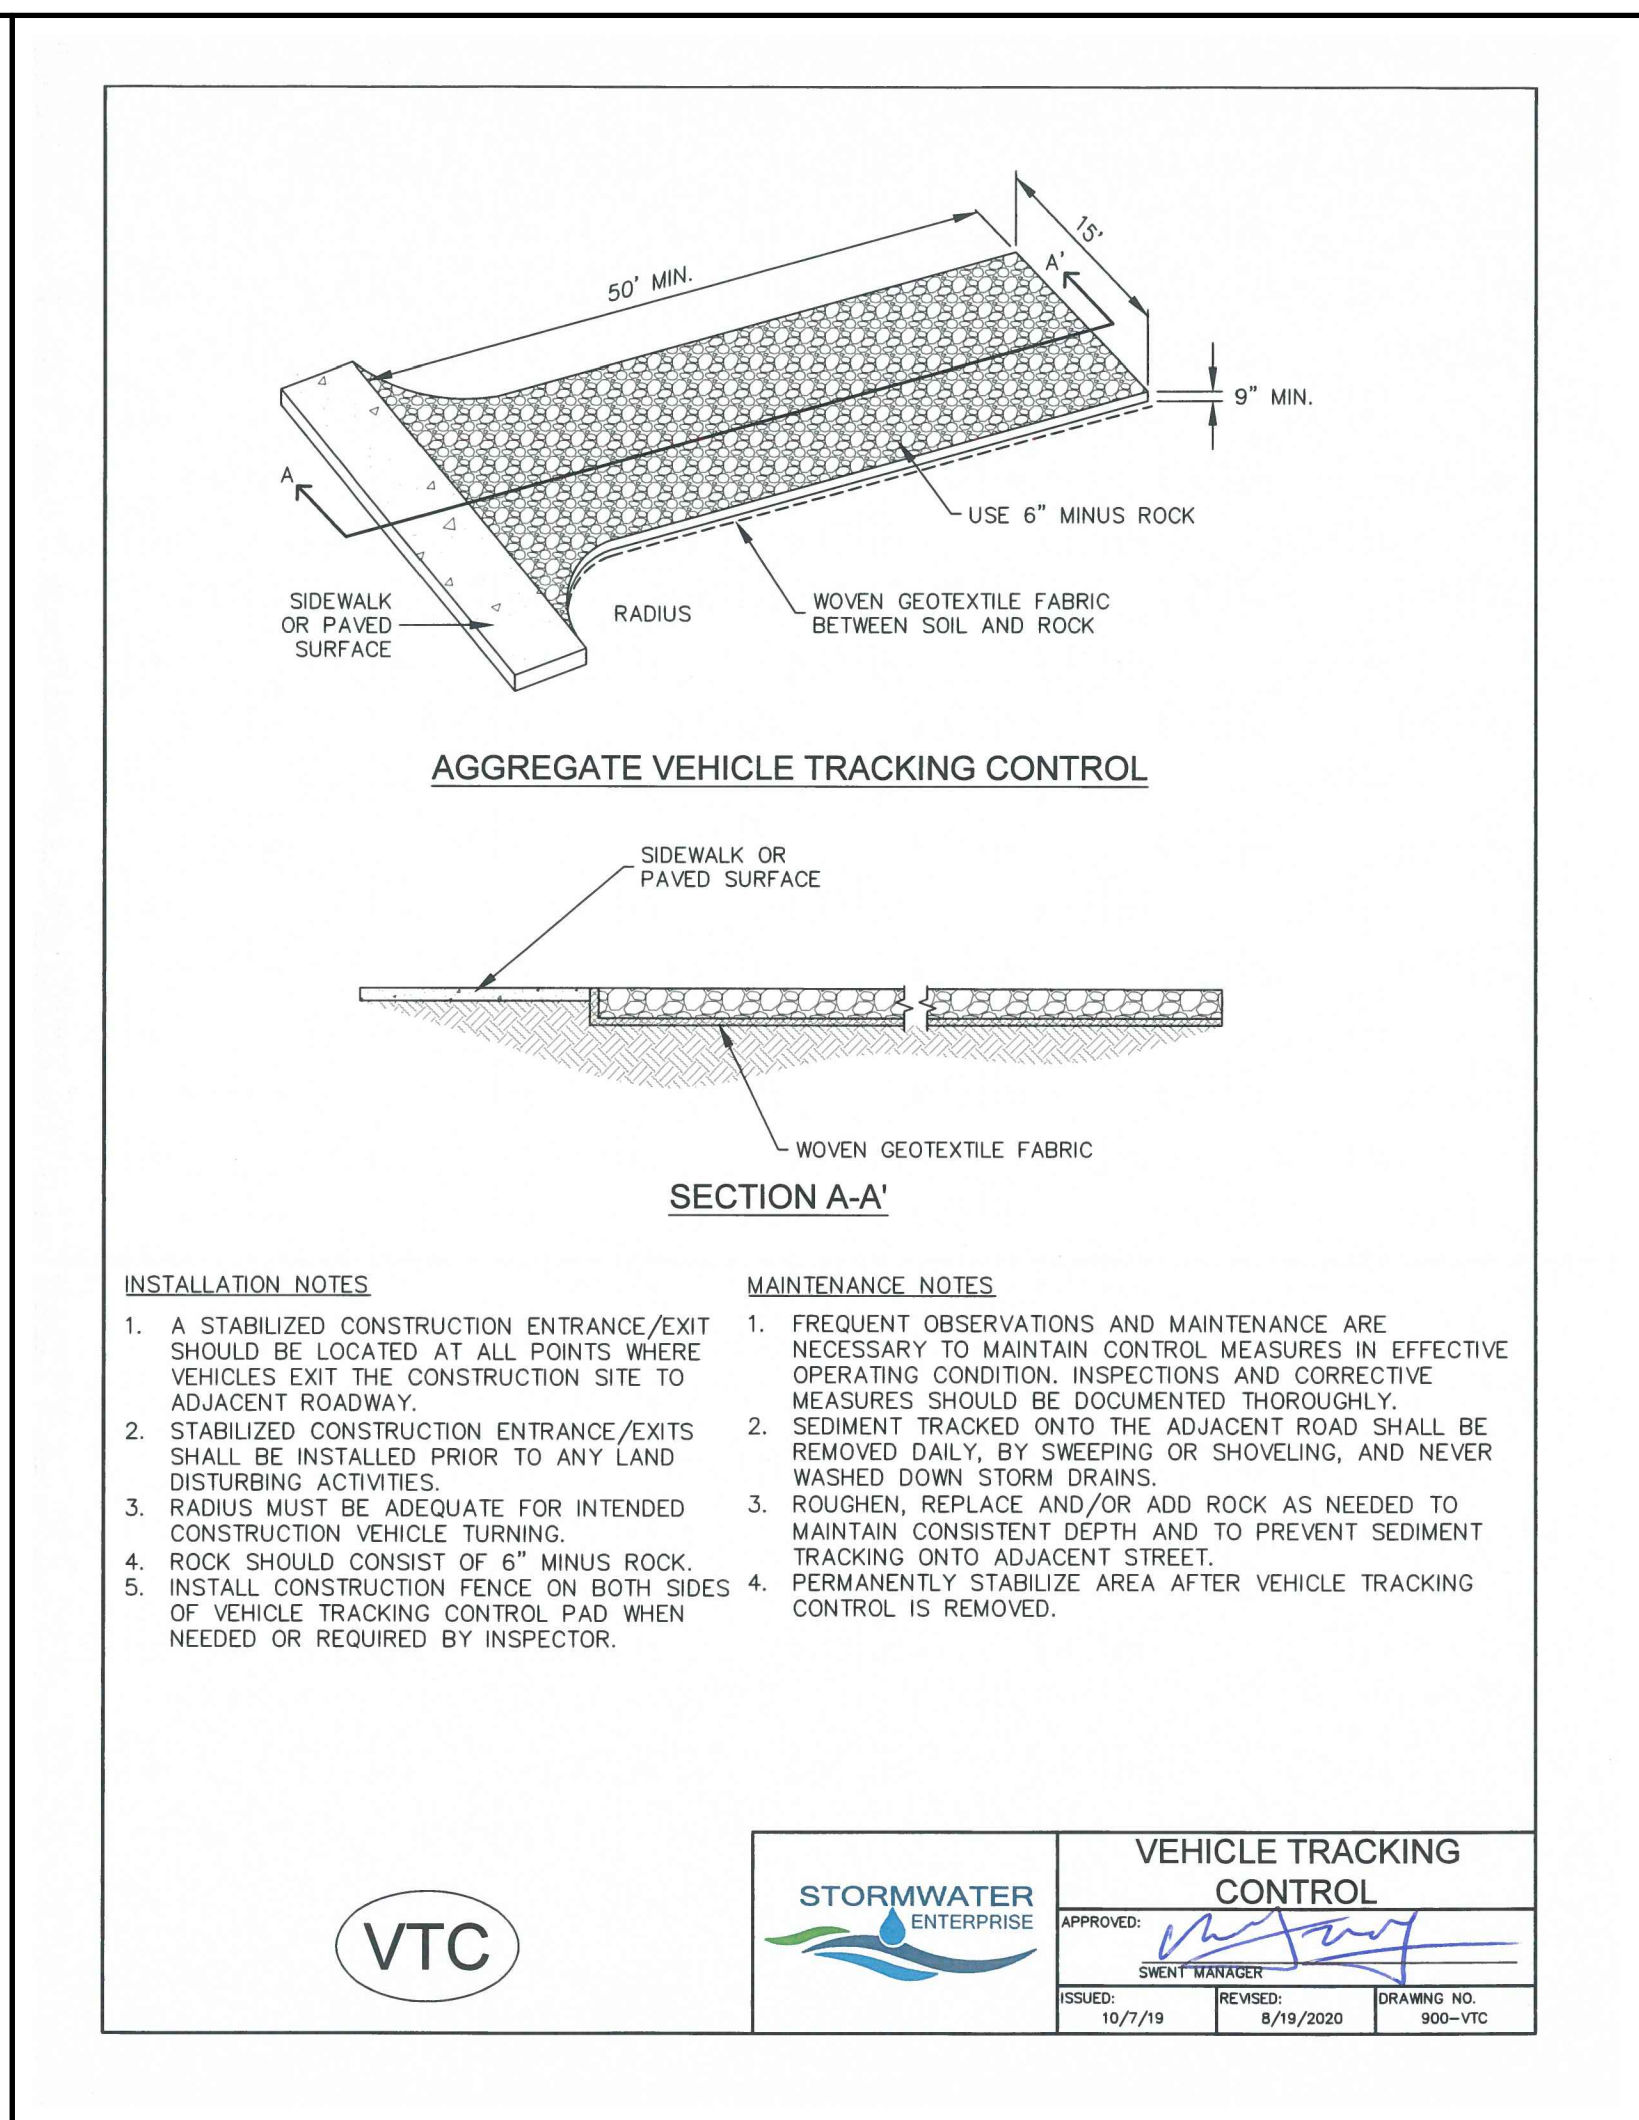 50' MIN.
15'
A'
9" MIN.
A
USE 6" MINUS ROCK
SIDEWALK
OR PAVED
SURFACE
RADIUS
WOVEN GEOTEXTILE FABRIC
BETWEEN SOIL AND ROCK
AGGREGATE VEHICLE TRACKING CONTROL
SIDEWALK OR
PAVED SURFACE
WOVEN GEOTEXTILE FABRIC
SECTION A-A'
INSTALLATION NOTES
1. A STABILIZED CONSTRUCTION ENTRANCE/EXIT
SHOULD BE LOCATED AT ALL POINTS WHERE
VEHICLES EXIT THE CONSTRUCTION SITE TO
ADJACENT ROADWAY.
2. STABILIZED CONSTRUCTION ENTRANCE/EXITS
SHALL BE INSTALLED PRIOR TO ANY LAND
DISTURBING ACTIVITIES.
3. RADIUS MUST BE ADEQUATE FOR INTENDED
CONSTRUCTION VEHICLE TURNING.
4. ROCK SHOULD CONSIST OF 6" MINUS ROCK.
5. INSTALL CONSTRUCTION FENCE ON BOTH SIDES
OF VEHICLE TRACKING CONTROL PAD WHEN
NEEDED OR REQUIRED BY INSPECTOR.
MAINTENANCE NOTES
1. FREQUENT OBSERVATIONS AND MAINTENANCE ARE
NECESSARY TO MAINTAIN CONTROL MEASURES IN EFFECTIVE
OPERATING CONDITION. INSPECTIONS AND CORRECTIVE
MEASURES SHOULD BE DOCUMENTED THOROUGHLY.
2. SEDIMENT TRACKED ONTO THE ADJACENT ROAD SHALL BE
REMOVED DAILY, BY SWEEPING OR SHOVELING, AND NEVER
WASHED DOWN STORM DRAINS.
3. ROUGHEN, REPLACE AND/OR ADD ROCK AS NEEDED TO
MAINTAIN CONSISTENT DEPTH AND TO PREVENT SEDIMENT
TRACKING ONTO ADJACENT STREET.
4. PERMANENTLY STABILIZE AREA AFTER VEHICLE TRACKING
CONTROL IS REMOVED.
VTC
STORMWATER
ENTERPRISE
VEHICLE TRACKING
CONTROL
APPROVED:
SWENT MANAGER
ISSUED:
10/7/19
REVISED:
8/19/2020
DRAWING NO.
900-VTC